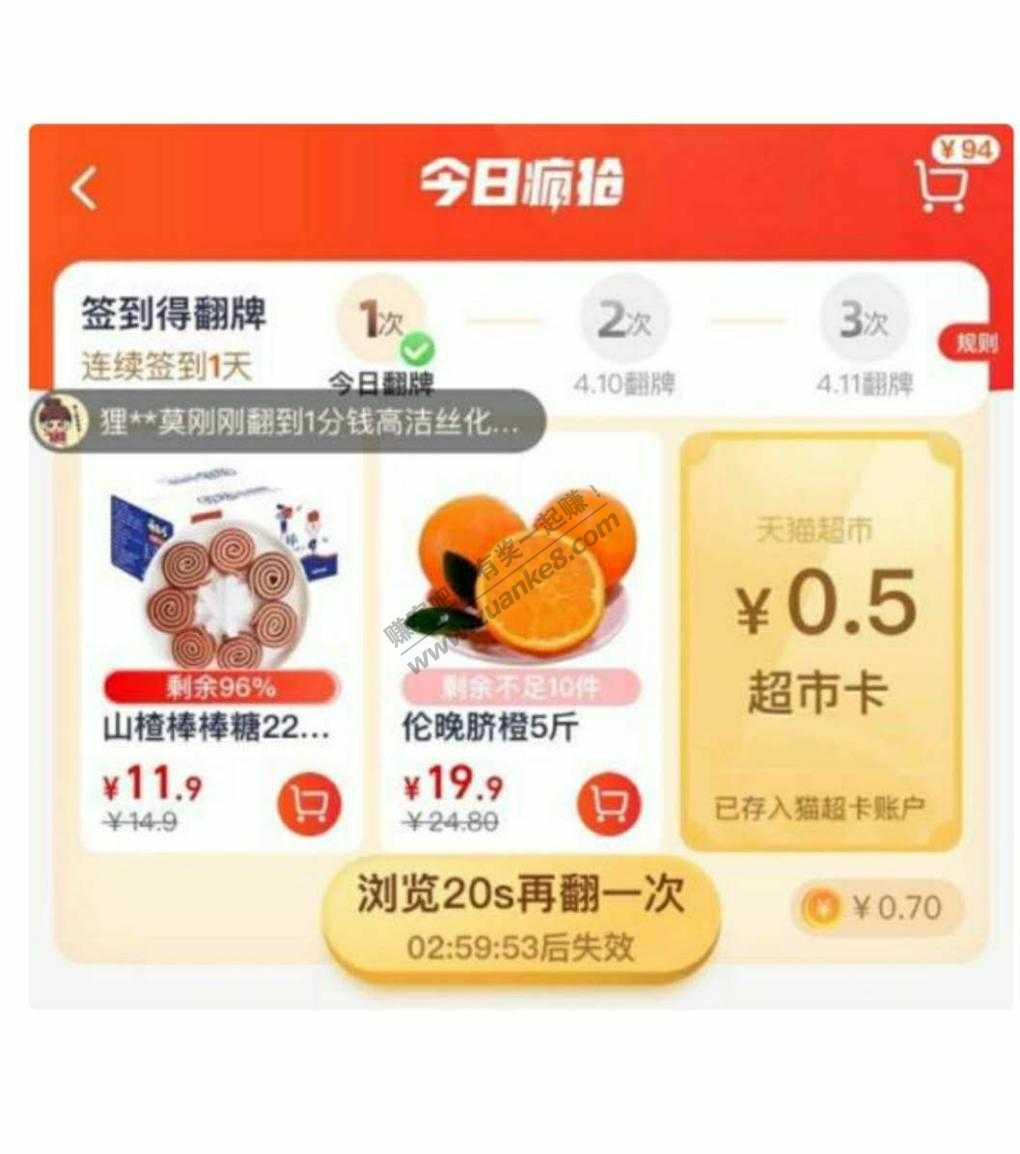 ¥94
今日疯抢
签到得翻牌
连续签到1天
1次
2次
3次
今日翻牌
4.10翻牌
4.11翻牌
规则
狸**莫刚刚翻到1分钱高洁丝化...
剩余96%
山楂棒棒糖22...
¥11.9
¥14.9
剩余不足10件
伦晚脐橙5斤
¥19.9
¥24.80
天猫超市
¥0.5
超市卡
已存入猫超卡账户
浏览20s再翻一次
02:59:53后失效
¥0.70
有奖一起赚！